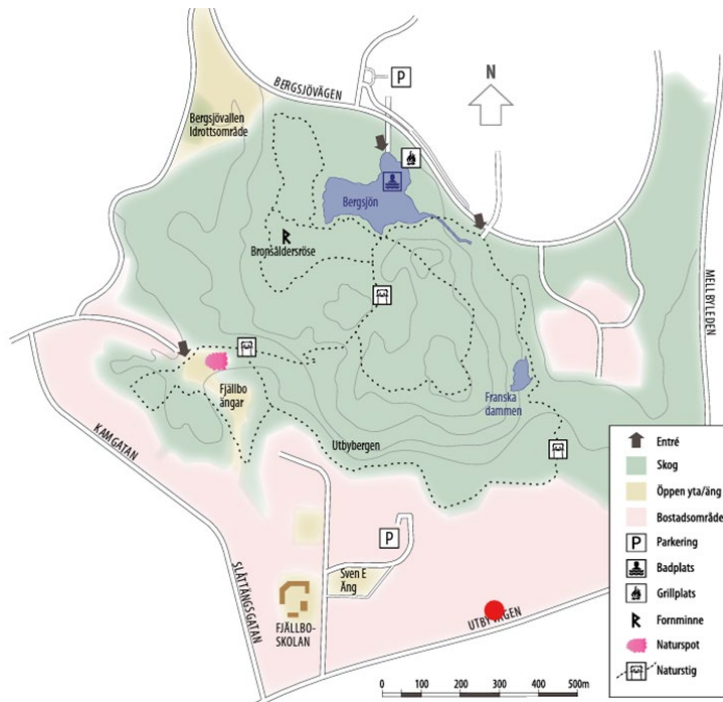 BERGSJÖVÄGEN
P
N
Bergsjövallen
Idrottsområde
Bergsjön
Bronsåldersröse
MELLBYLEDEN
Fjällbo
ängar
Franska
dammen
KAMGATAN
Utbybergen
P
Sven E
Äng
SLÄTTÄNGSGATAN
FJÄLLBO-
SKOLAN
UTBYVÄGEN
0 100 200 300 400 500m
Entré
Skog
Öppen yta/äng
Bostadsområde
P Parkering
Badplats
Grillplats
Fornminne
Naturspot
Naturstig